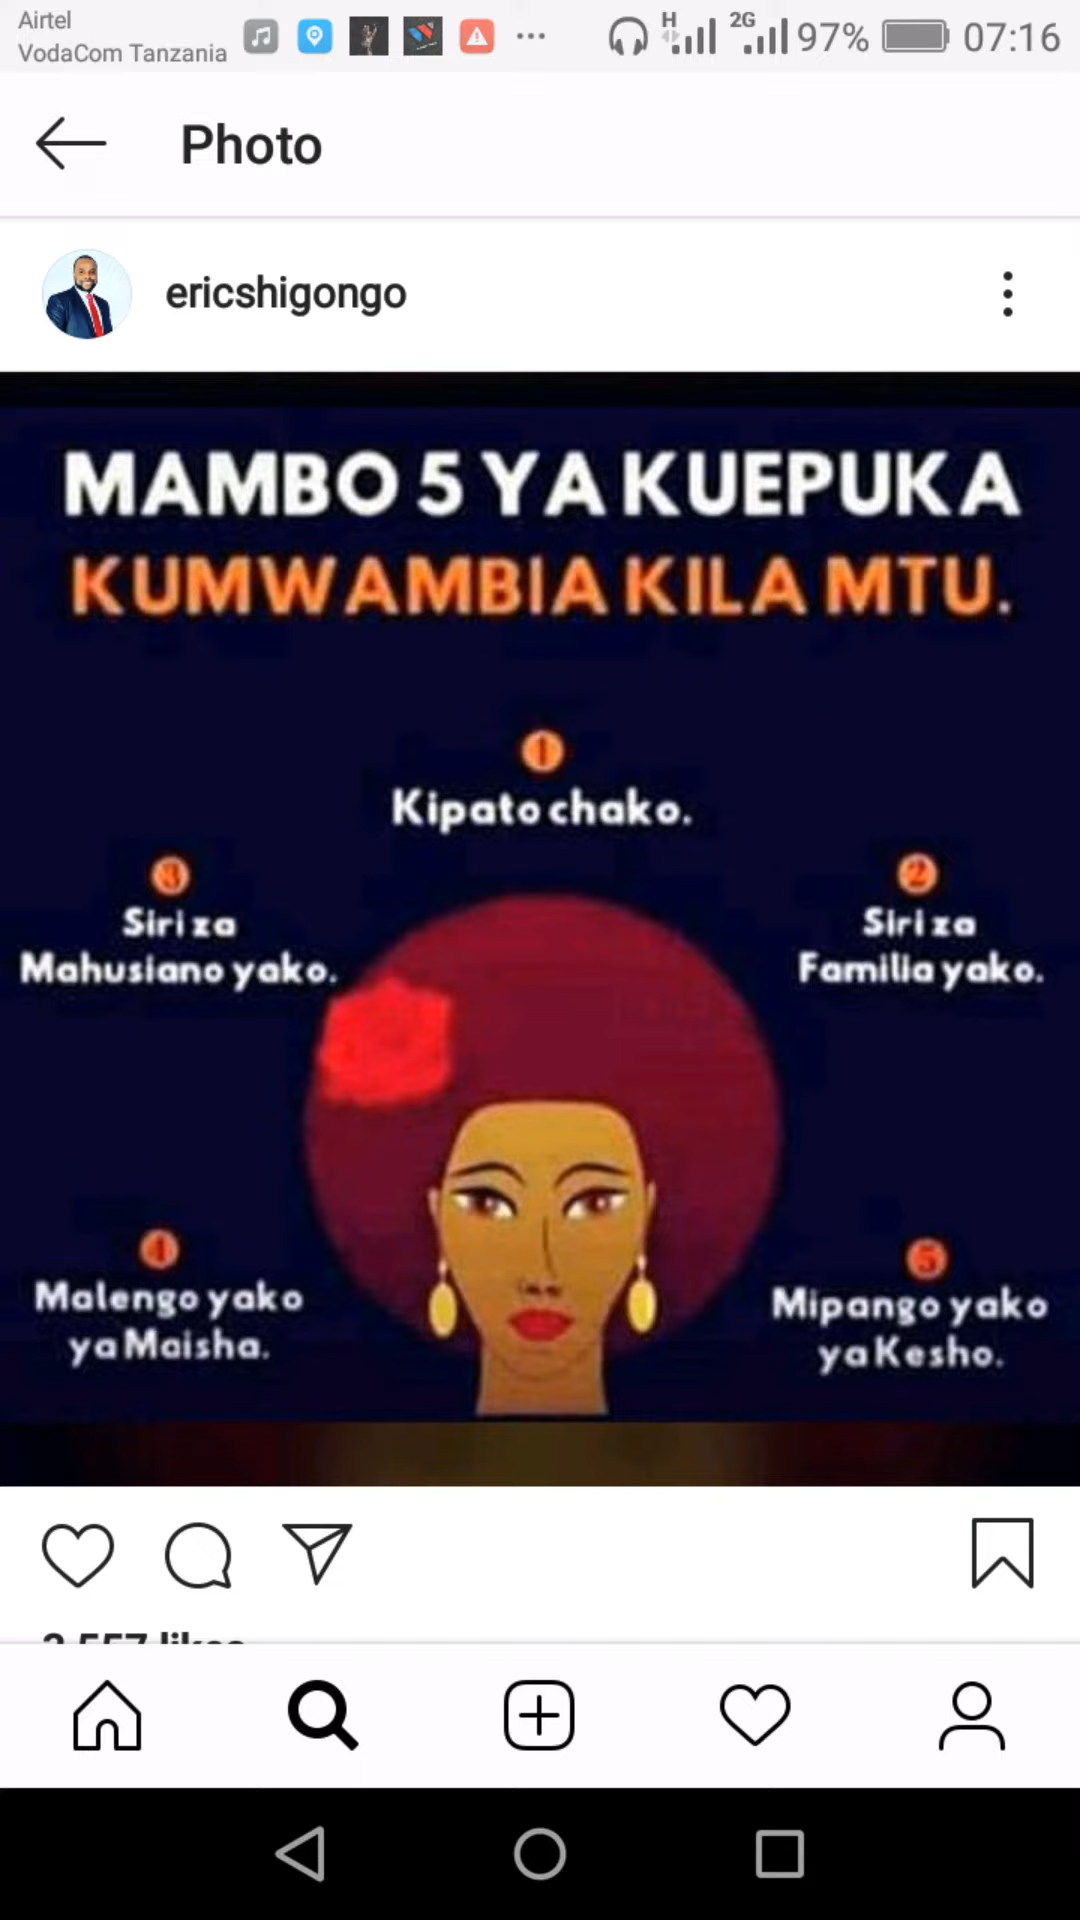 Airtel
VodaCom Tanzania
H
2G
97%
07:16
Photo
ericshigongo
MAMBO 5 YA KUEPUKA
KUMWAMBIA KILA MTU.
1
Kipato chako.
2
Siri za
Familia yako.
3
Siri za
Mahusiano yako.
4
Malengo yako
ya Maisha.
5
Mipango yako
ya Kesho.
likes